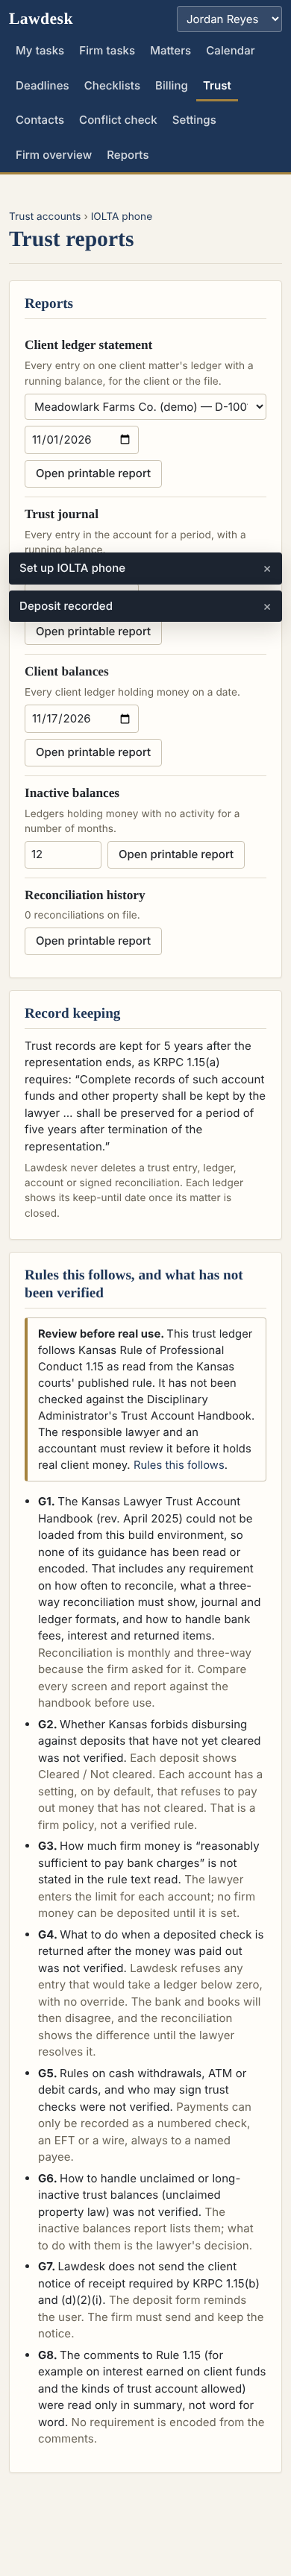 Lawdesk
Jordan Reyes
My tasks Firm tasks Matters Calendar
Deadlines Checklists Billing Trust
Contacts Conflict check Settings
Firm overview Reports
Trust accounts › IOLTA phone
Trust reports
Reports
Client ledger statement
Every entry on one client matter's ledger with a
running balance, for the client or the file.
Meadowlark Farms Co. (demo) — D-100
11/01/2026
Open printable report
Trust journal
Every entry in the account for a period, with a
running balance.
Set up IOLTA phone ×
Deposit recorded ×
Open printable report
Client balances
Every client ledger holding money on a date.
11/17/2026
Open printable report
Inactive balances
Ledgers holding money with no activity for a
number of months.
12 Open printable report
Reconciliation history
0 reconciliations on file.
Open printable report
Record keeping
Trust records are kept for 5 years after the
representation ends, as KRPC 1.15(a)
requires: “Complete records of such account
funds and other property shall be kept by the
lawyer … shall be preserved for a period of
five years after termination of the
representation.”
Lawdesk never deletes a trust entry, ledger,
account or signed reconciliation. Each ledger
shows its keep-until date once its matter is
closed.
Rules this follows, and what has not
been verified
Review before real use. This trust ledger
follows Kansas Rule of Professional
Conduct 1.15 as read from the Kansas
courts' published rule. It has not been
checked against the Disciplinary
Administrator's Trust Account Handbook.
The responsible lawyer and an
accountant must review it before it holds
real client money. Rules this follows.
• G1. The Kansas Lawyer Trust Account
Handbook (rev. April 2025) could not be
loaded from this build environment, so
none of its guidance has been read or
encoded. That includes any requirement
on how often to reconcile, what a three-
way reconciliation must show, journal and
ledger formats, and how to handle bank
fees, interest and returned items.
Reconciliation is monthly and three-way
because the firm asked for it. Compare
every screen and report against the
handbook before use.
• G2. Whether Kansas forbids disbursing
against deposits that have not yet cleared
was not verified. Each deposit shows
Cleared / Not cleared. Each account has a
setting, on by default, that refuses to pay
out money that has not cleared. That is a
firm policy, not a verified rule.
• G3. How much firm money is “reasonably
sufficient to pay bank charges” is not
stated in the rule text read. The lawyer
enters the limit for each account; no firm
money can be deposited until it is set.
• G4. What to do when a deposited check is
returned after the money was paid out
was not verified. Lawdesk refuses any
entry that would take a ledger below zero,
with no override. The bank and books will
then disagree, and the reconciliation
shows the difference until the lawyer
resolves it.
• G5. Rules on cash withdrawals, ATM or
debit cards, and who may sign trust
checks were not verified. Payments can
only be recorded as a numbered check,
an EFT or a wire, always to a named
payee.
• G6. How to handle unclaimed or long-
inactive trust balances (unclaimed
property law) was not verified. The
inactive balances report lists them; what
to do with them is the lawyer's decision.
• G7. Lawdesk does not send the client
notice of receipt required by KRPC 1.15(b)
and (d)(2)(i). The deposit form reminds
the user. The firm must send and keep the
notice.
• G8. The comments to Rule 1.15 (for
example on interest earned on client funds
and the kinds of trust account allowed)
were read only in summary, not word for
word. No requirement is encoded from the
comments.